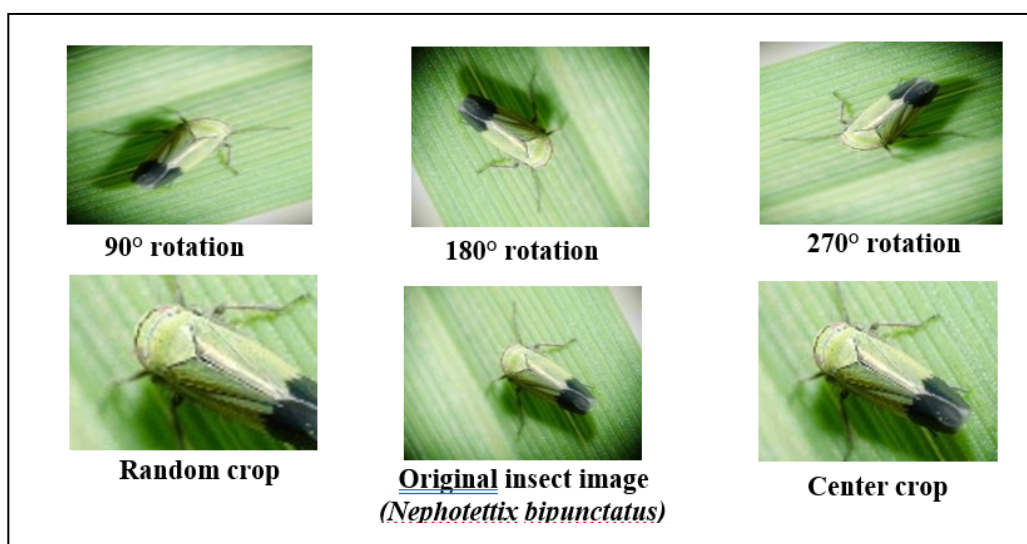 90° rotation
180° rotation
270° rotation
Random crop
Original insect image
(Nephotettix bipunctatus)
Center crop